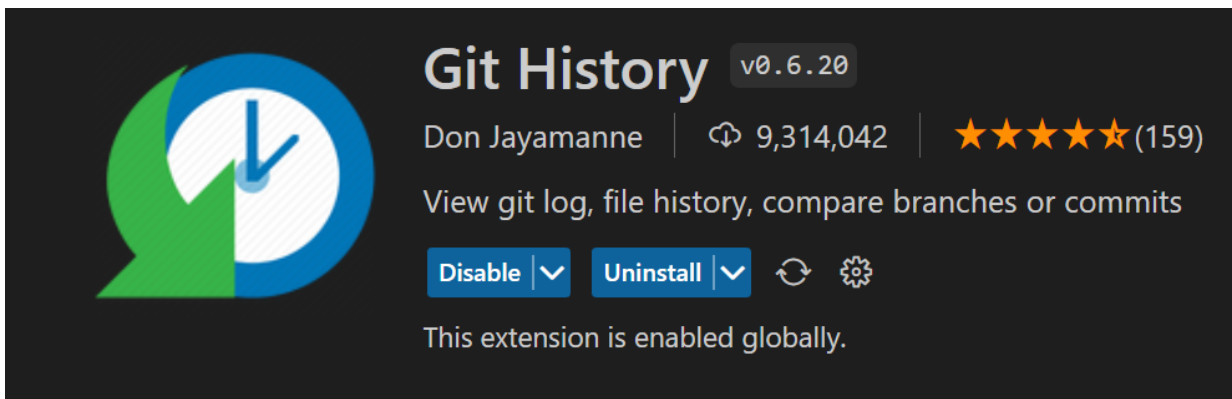 Git History v0.6.20
Don Jayamanne 9,314,042 (159)
View git log, file history, compare branches or commits
Disable Uninstall
This extension is enabled globally.